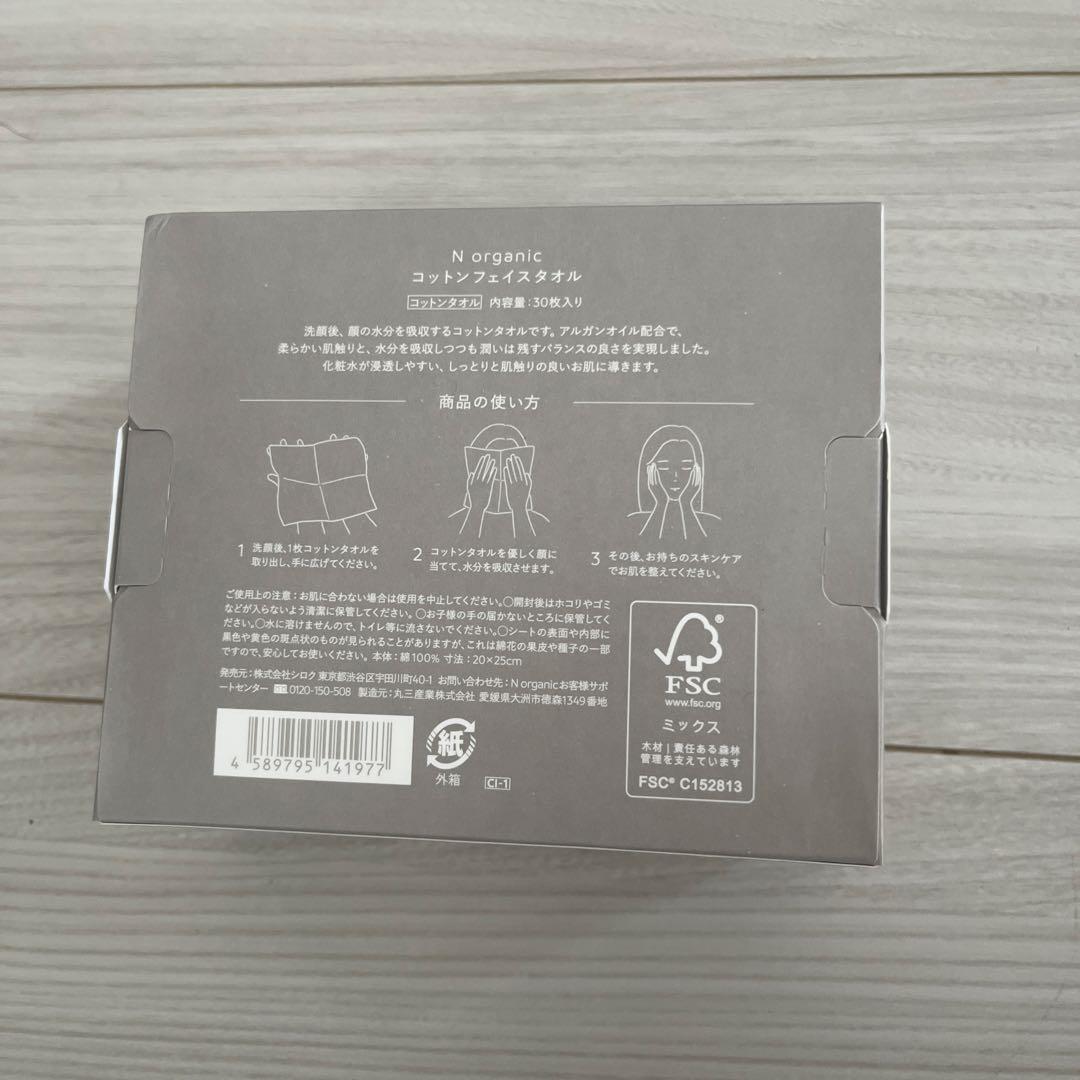 N organic
コットンフェイスタオル
コットンタオル 内容量:30枚入り
洗顔後、顔の水分を吸収するコットンタオルです。アルガンオイル配合で、
柔らかい肌触りと、水分を吸収しつつも潤いは残すバランスの良さを実現しました。
化粧水が浸透しやすい、しっとりと肌触りの良いお肌に導きます。
商品の使い方
1 洗顔後、1枚コットンタオルを
取り出し、手に広げてください。
2 コットンタオルを優しく顔に
当てて、水分を吸収させます。
3 その後、お持ちのスキンケア
でお肌を整えてください。
ご使用上の注意:お肌に合わない場合は使用を中止してください。○開封後はホコリやゴミ
などが入らないよう清潔に保管してください。○お子様の手の届かないところに保管してく
ださい。○水に溶けませんので、トイレ等に流さないでください。○シートの表面や内部に
黒色や黄色の斑点状のものが見られることがありますが、これは綿花の果皮や種子の一部
ですので、安心してお使いください。本体:綿100% 寸法:20×25cm
発売元:株式会社シロク 東京都渋谷区宇田川町40-1 お問い合わせ先:N organicお客様サポ
ートセンター 0120-150-508 製造元:丸三産業株式会社 愛媛県大洲市徳森1349番地
4 589795 141977
紙
外箱
CI-1
®
FSC
www.fsc.org
ミックス
木材|責任ある森林
管理を支えています
FSC® C152813